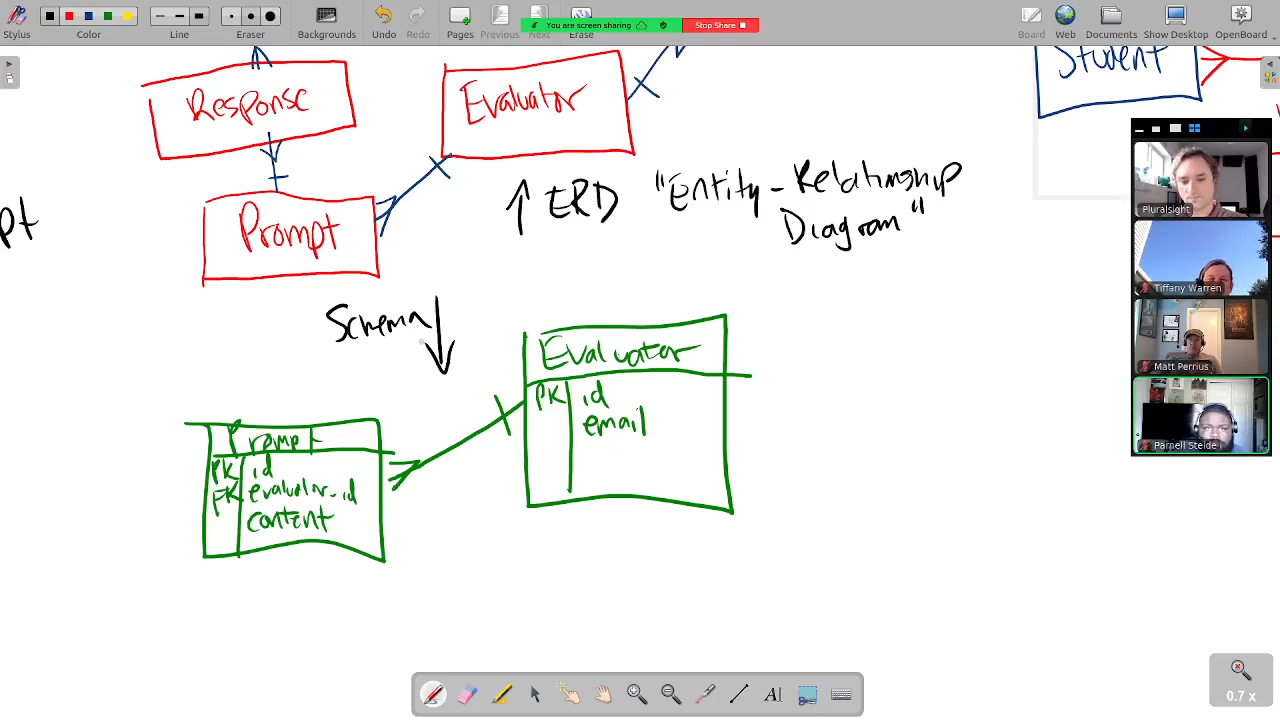 Stylus
Color
Line
Eraser
Backgrounds
Undo
Redo
Pages
Previous
Next
Erase
You are screen sharing
Stop Share
Board
Web
Documents
Show Desktop
OpenBoard
Response
Evaluator
Student
Prompt
pt
↑ ERD "Entity-Relationship
Diagram"
Schema
Evaluator
PK id
email
Prompt
PK id
FK evaluator_id
content
Pluralsight
Tiffany Warren
Matt Perrius
Parnell Steide
AI
0.7 x